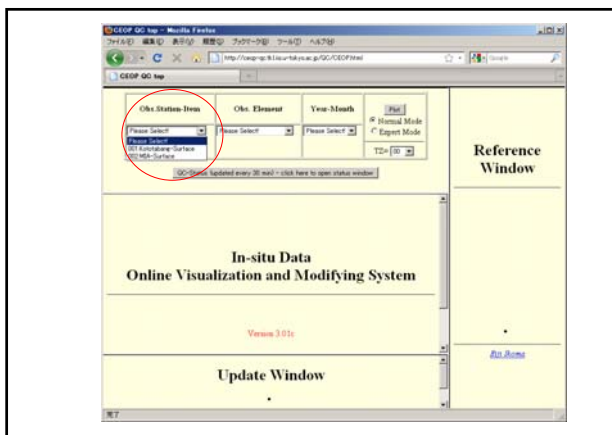 CEOP QC top - Mozilla Firefox
ファイル(F) 編集(E) 表示(V) 履歴(S) ブックマーク(B) ツール(T) ヘルプ(H)
CEOP QC top
Obs.Station-Item
Obs. Element
Year-Month
Plot
Normal Mode
Expert Mode
TZ= 00
Please Select!
Please Select!
Please Select!
Please Select!
001:Kototabang-Surface
002:MSA-Surface
QC-Status (updated every 30 min) - click here to open status window
Reference
Window
In-situ Data
Online Visualization and Modifying System
Version 3.01c
Update Window
完了